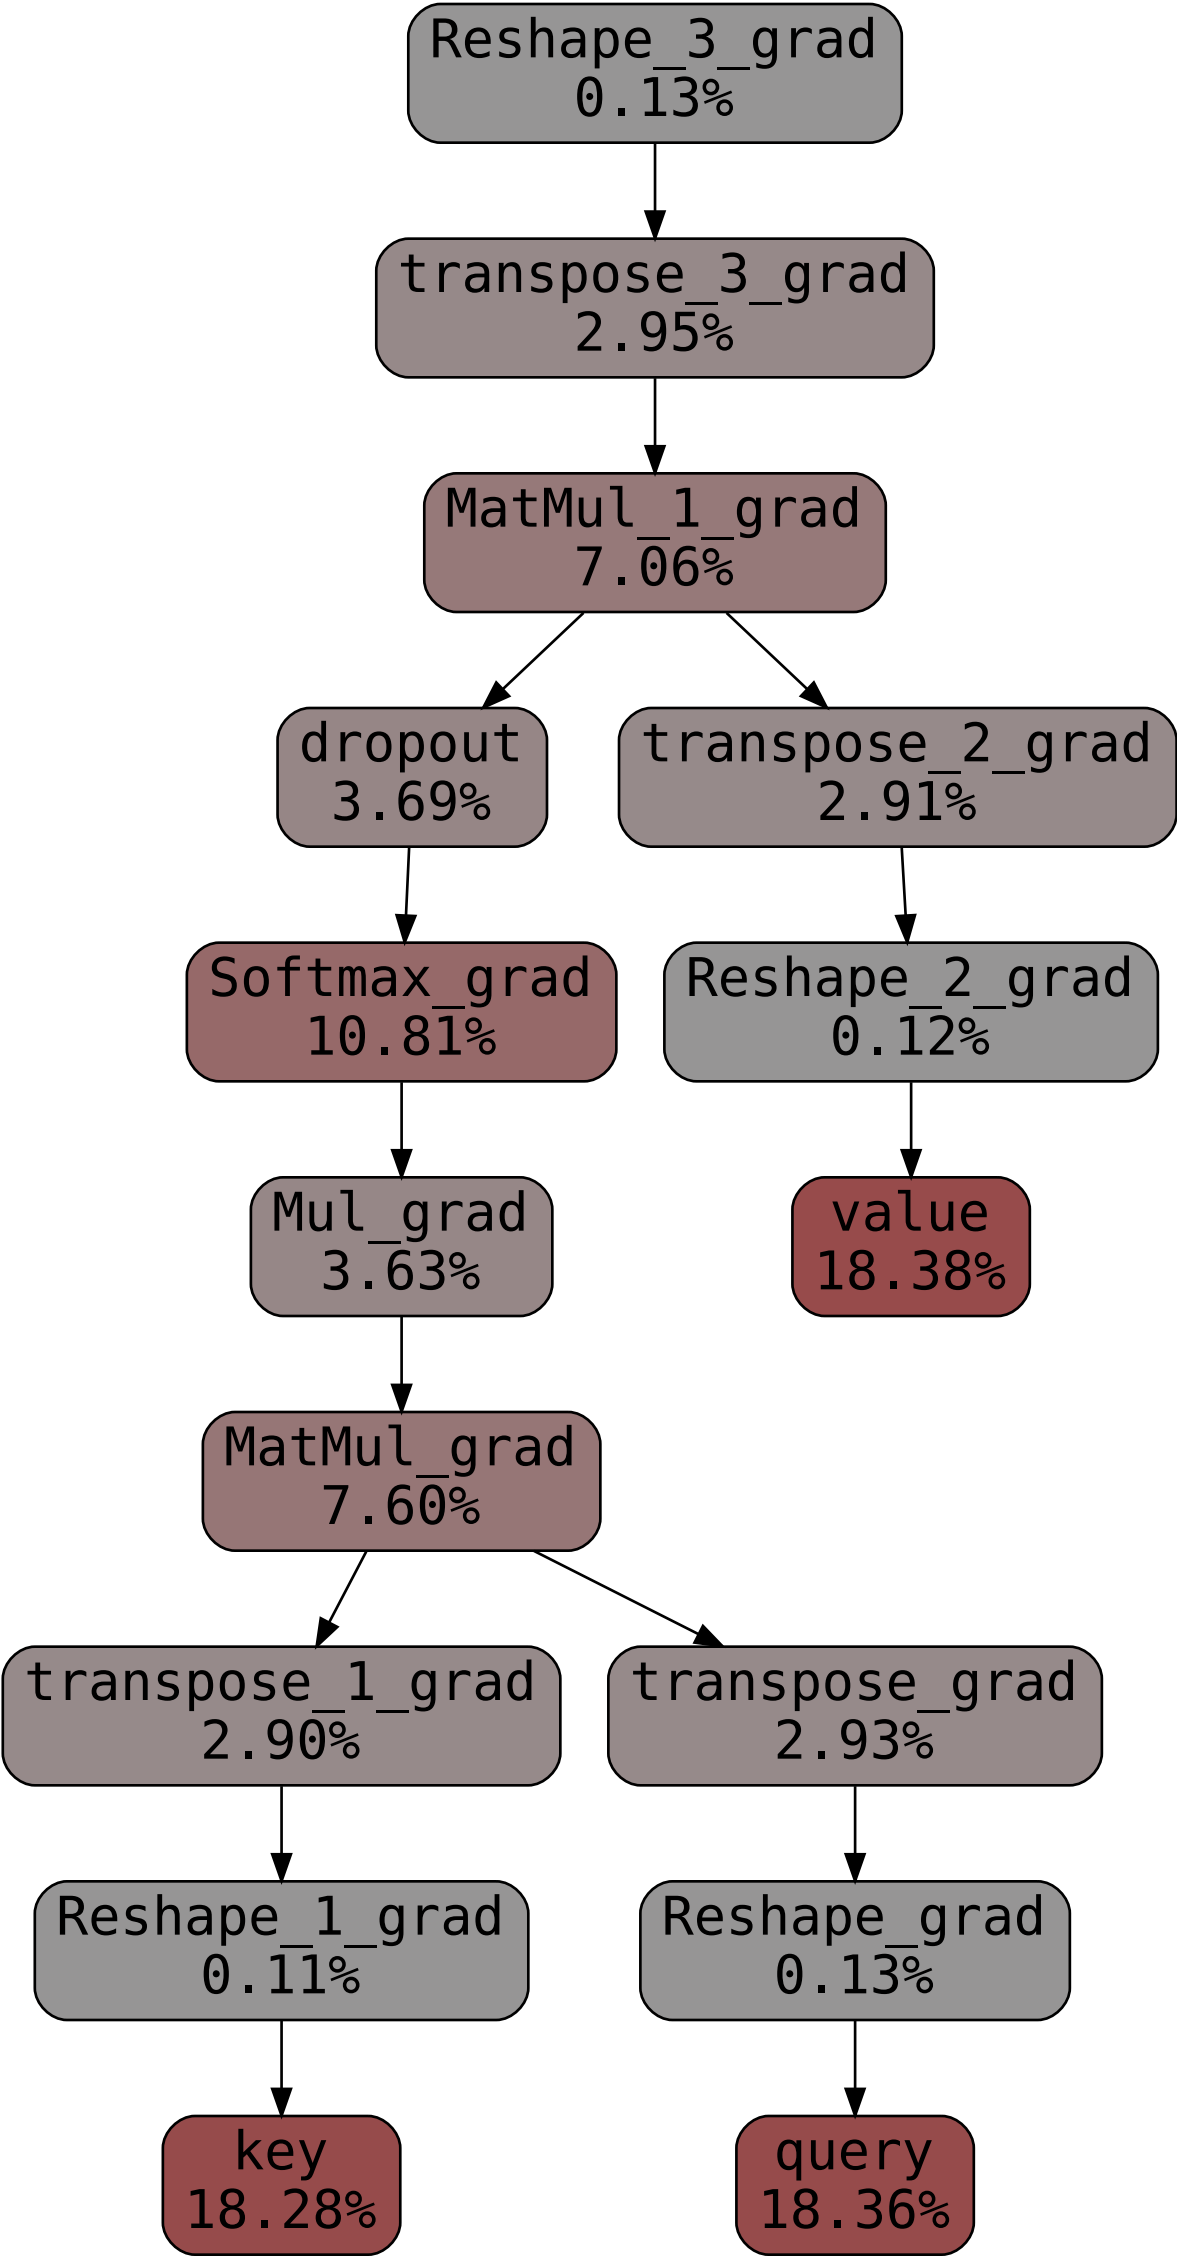 Reshape_3_grad
0.13%
transpose_3_grad
2.95%
MatMul_1_grad
7.06%
dropout
3.69%
transpose_2_grad
2.91%
Softmax_grad
10.81%
Reshape_2_grad
0.12%
Mul_grad
3.63%
value
18.38%
MatMul_grad
7.60%
transpose_1_grad
2.90%
transpose_grad
2.93%
Reshape_1_grad
0.11%
Reshape_grad
0.13%
key
18.28%
query
18.36%